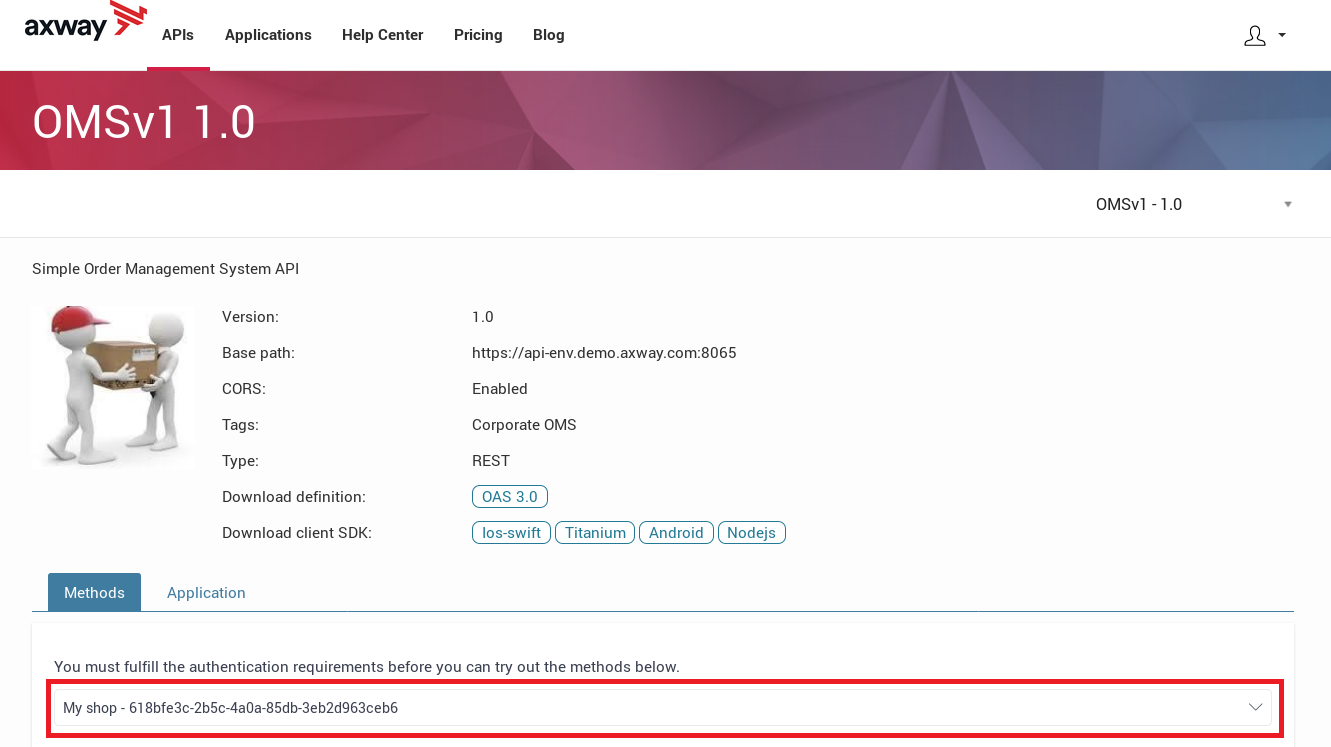 axway
APIs Applications Help Center Pricing Blog
OMSv1 1.0
OMSv1 - 1.0
Simple Order Management System API
Version: 1.0
Base path: https://api-env.demo.axway.com:8065
CORS: Enabled
Tags: Corporate OMS
Type: REST
Download definition: OAS 3.0
Download client SDK: Ios-swift Titanium Android Nodejs
Methods Application
You must fulfill the authentication requirements before you can try out the methods below.
My shop - 618bfe3c-2b5c-4a0a-85db-3eb2d963ceb6